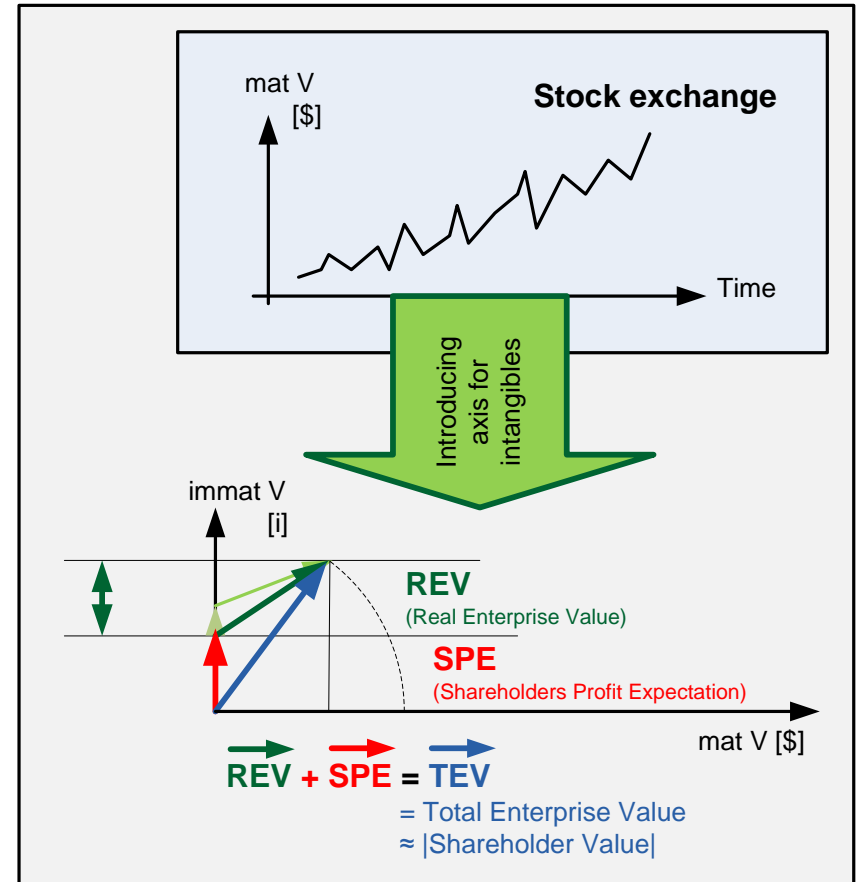 mat V
[$]
Stock exchange
Time
Introducing
axis for
intangibles
immat V
[i]
REV
(Real Enterprise Value)
SPE
(Shareholders Profit Expectation)
mat V [$]
REV + SPE = TEV
= Total Enterprise Value
≈ |Shareholder Value|